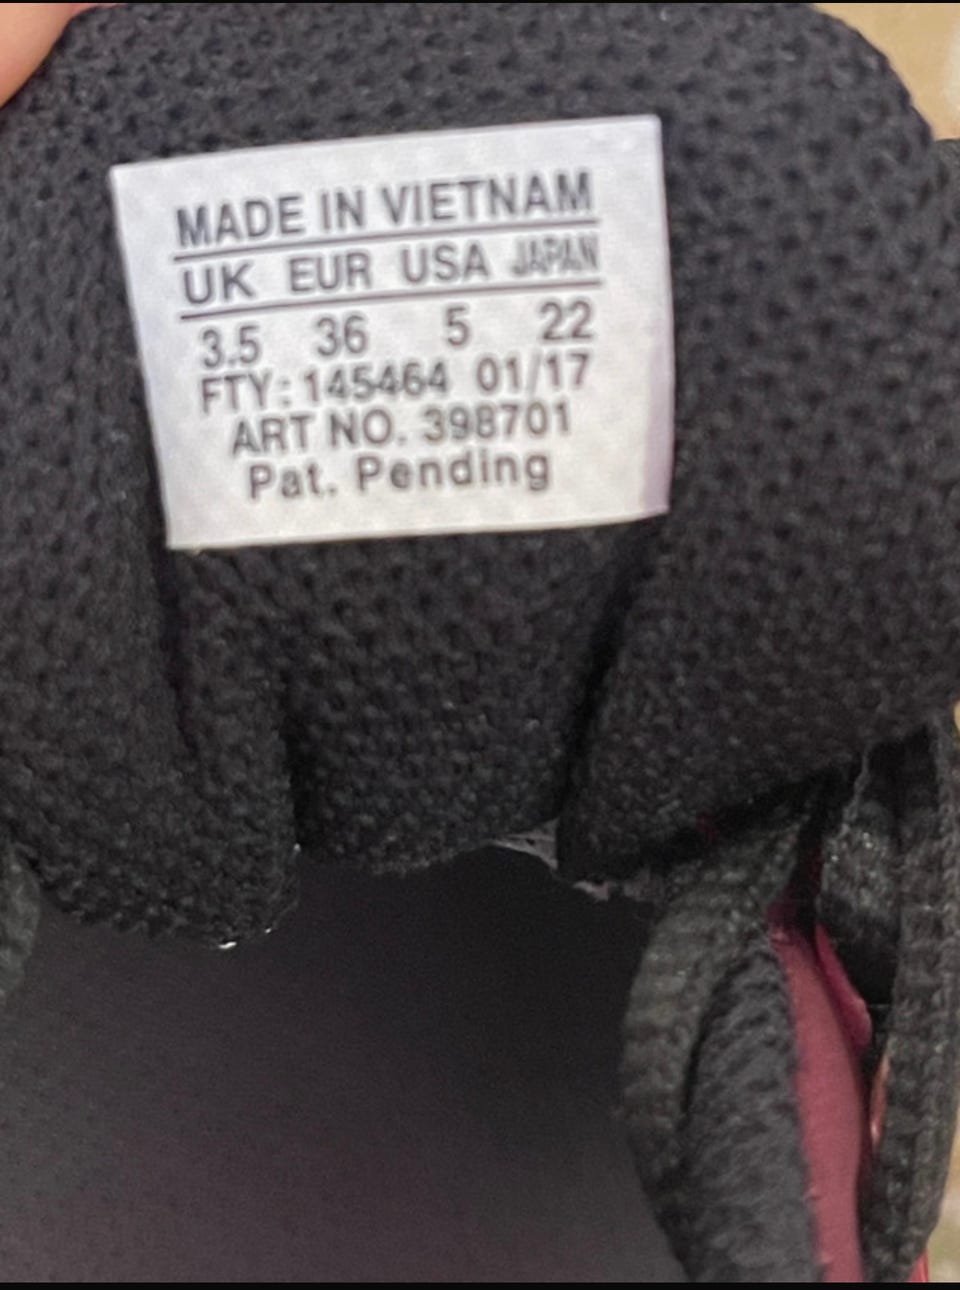 MADE IN VIETNAM
UK EUR USA JAPAN
3.5 36 5 22
FTY: 145464 01/17
ART NO. 398701
Pat. Pending